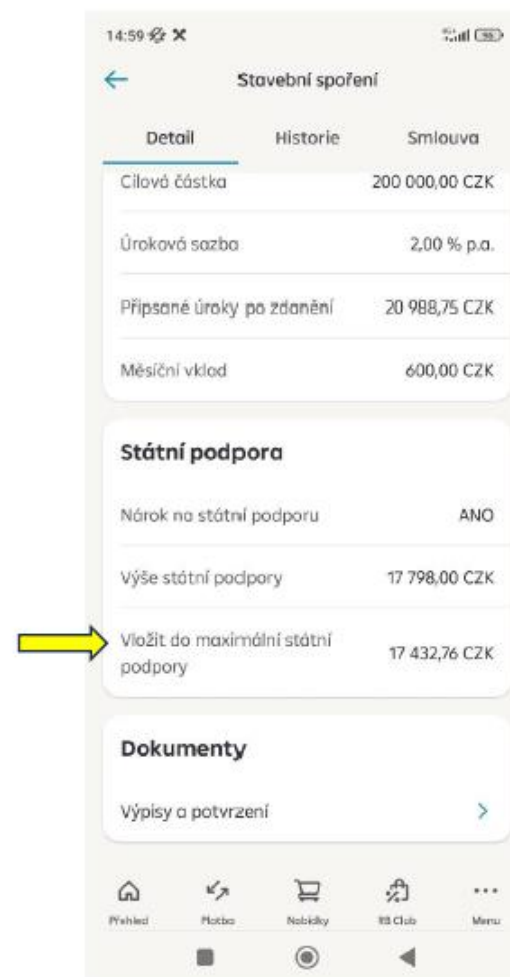 14:59
Stavební spoření
Detail Historie Smlouva
Cílová částka 200 000,00 CZK
Úroková sazba 2,00 % p.a.
Připsané úroky po zdanění 20 988,75 CZK
Měsíční vklad 600,00 CZK
Státní podpora
Nárok na státní podporu ANO
Výše státní podpory 17 798,00 CZK
Vložit do maximální státní 17 432,76 CZK
podpory
Dokumenty
Výpisy a potvrzení
Přehled Platba Nabídky RB Club Menu